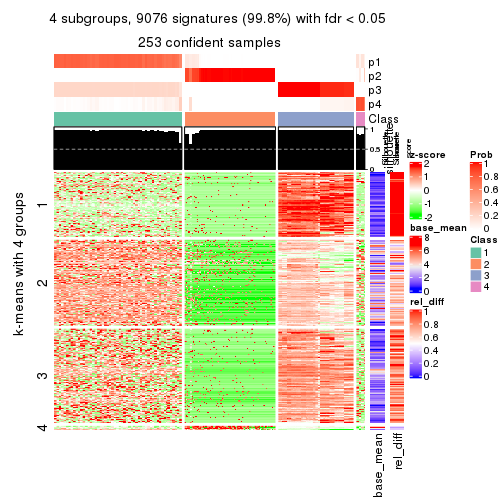 4 subgroups, 9076 signatures (99.8%) with fdr < 0.05
253 confident samples
p1
p2
p3
p4
Class
1
0.5
0
silhouette
z-score
2
1
0
-1
-2
base_mean
8
6
4
2
0
rel_diff
1
0.8
0.6
0.4
0.2
0
Prob
1
0.8
0.6
0.4
0.2
0
Class
1
2
3
4
k-means with 4 groups
1
2
3
4
base_mean
rel_diff